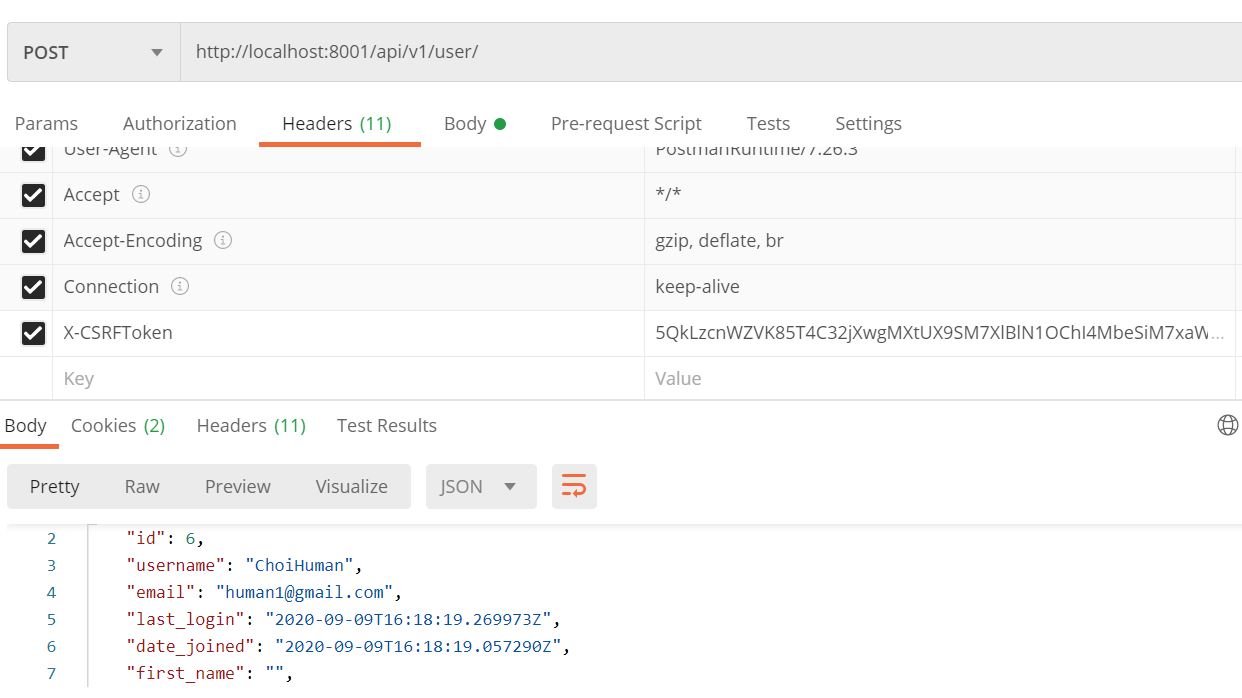 POST http://localhost:8001/api/v1/user/
Params Authorization Headers (11) Body Pre-request Script Tests Settings
User-Agent PostmanRuntime/7.26.3
Accept */*
Accept-Encoding gzip, deflate, br
Connection keep-alive
X-CSRFToken 5QkLzcnWZVK85T4C32jXwgMXtUX9SM7XlBlN1OChI4MbeSiM7xaW...
Key Value
Body Cookies (2) Headers (11) Test Results
Pretty Raw Preview Visualize JSON
2 "id": 6,
3 "username": "ChoiHuman",
4 "email": "human1@gmail.com",
5 "last_login": "2020-09-09T16:18:19.269973Z",
6 "date_joined": "2020-09-09T16:18:19.057290Z",
7 "first_name": "",